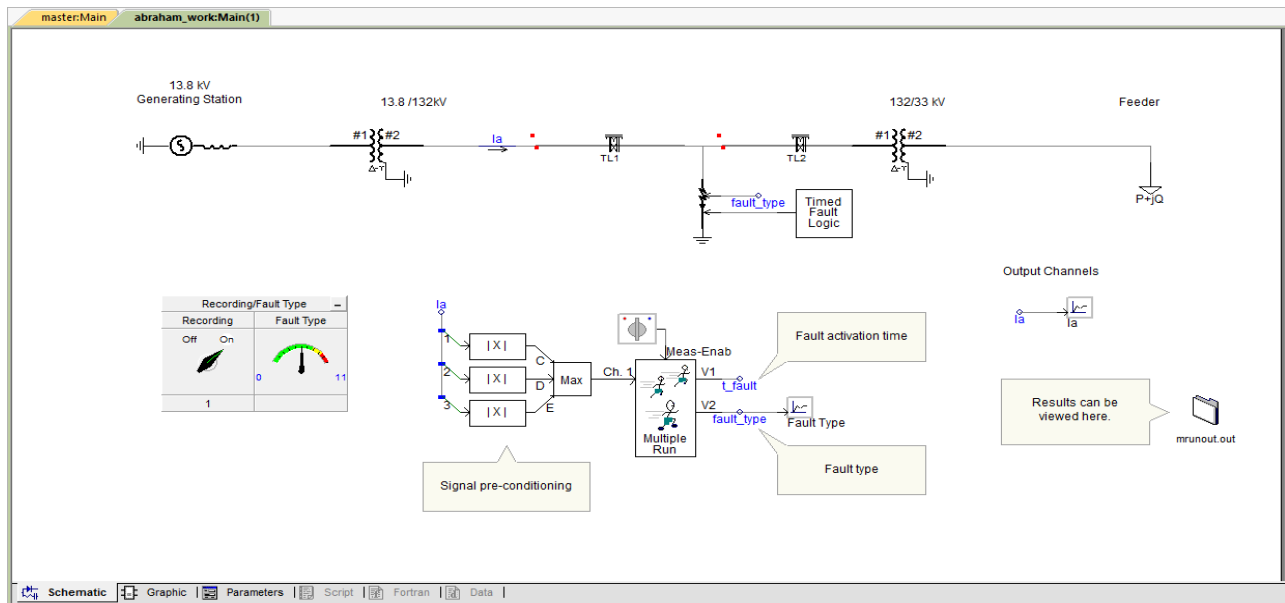 master:Main
abraham_work:Main(1)
13.8 kV
Generating Station
13.8 /132kV
132/33 kV
Feeder
#1
#2
Ia
TL1
TL2
#1
#2
P+jQ
fault_type
Timed
Fault
Logic
Output Channels
Ia
Ia
Recording/Fault Type
Recording
Fault Type
Off
On
0
11
1
Ia
1
|X|
C
2
|X|
D
3
|X|
E
Max
Ch. 1
Meas-Enab
Multiple
Run
V1
t_fault
V2
fault_type
Fault Type
Fault activation time
Fault type
Signal pre-conditioning
Results can be
viewed here.
mrunout.out
Schematic
Graphic
Parameters
Script
Fortran
Data